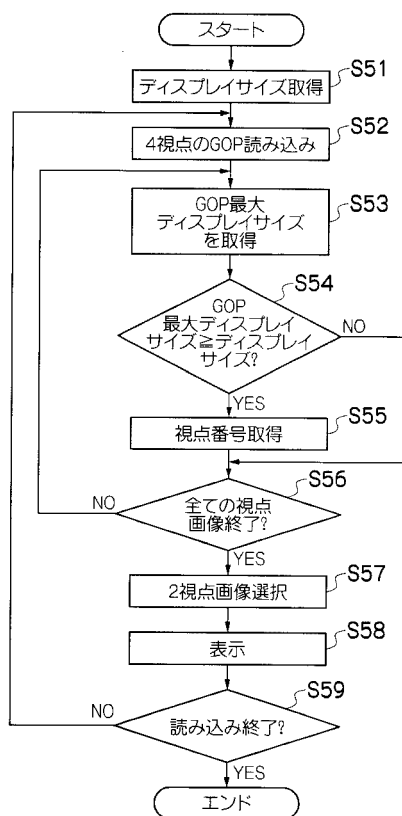 スタート
S51
ディスプレイサイズ取得
S52
4視点のGOP読み込み
S53
GOP最大
ディスプレイサイズ
を取得
S54
GOP
最大ディスプレイ
サイズ≧ディスプレイ
サイズ?
NO
YES
S55
視点番号取得
S56
全ての視点
画像終了?
NO
YES
S57
2視点画像選択
S58
表示
S59
読み込み終了?
NO
YES
エンド